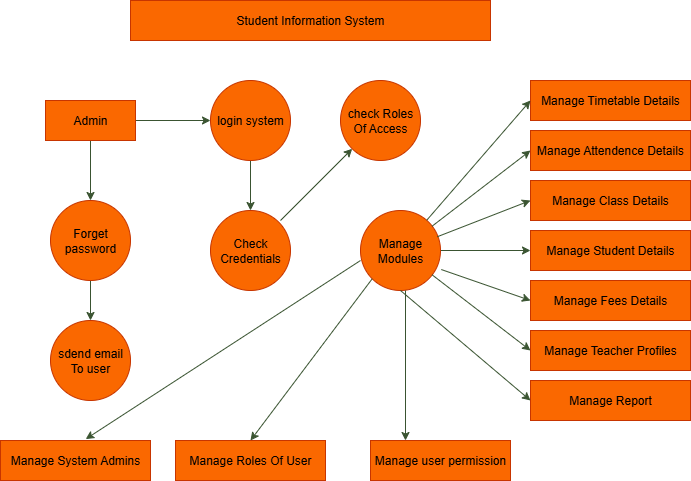 Student Information System
Admin
login system
check Roles
Of Access
Manage Timetable Details
Manage Attendence Details
Manage Class Details
Forget
password
Check
Credentials
Manage
Modules
Manage Student Details
Manage Fees Details
sdend email
To user
Manage Teacher Profiles
Manage Report
Manage System Admins
Manage Roles Of User
Manage user permission